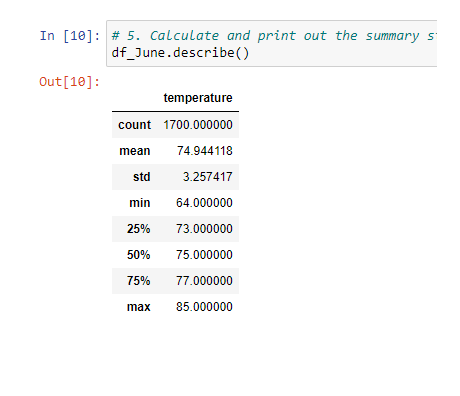 In [10]: # 5. Calculate and print out the summary
df_June.describe()
Out[10]:
temperature
count 1700.000000
mean 74.944118
std 3.257417
min 64.000000
25% 73.000000
50% 75.000000
75% 77.000000
max 85.000000